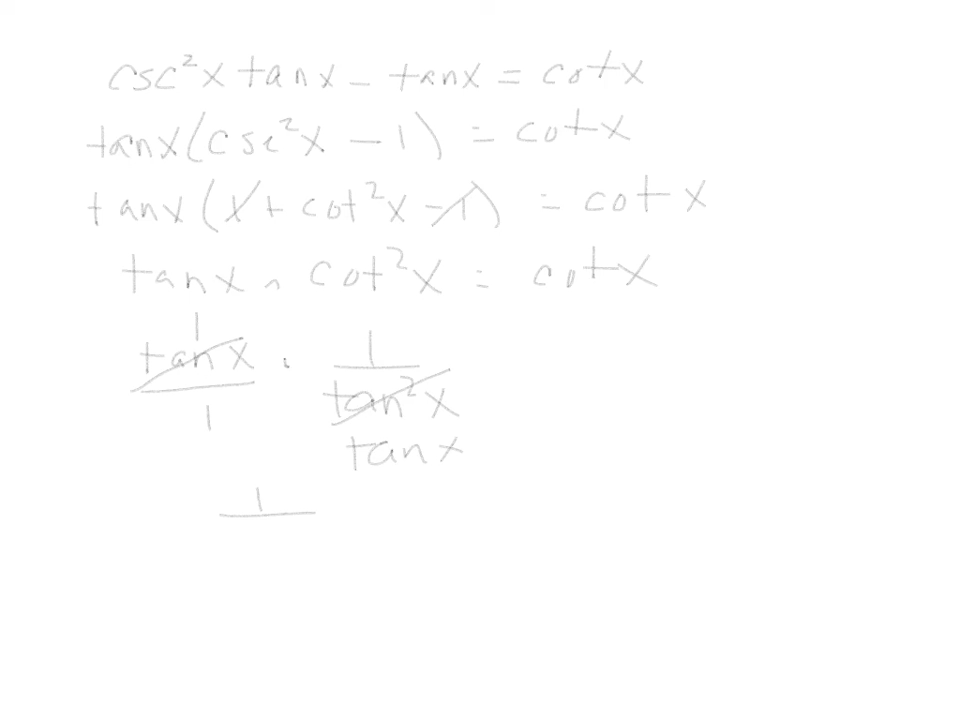 csc²x tanx - tanx = cotx
tanx(csc²x - 1) = cotx
tanx(1 + cot²x - 1) = cotx
tanx · cot²x = cotx
1
tanx · 1
1 tan²x
tanx
1